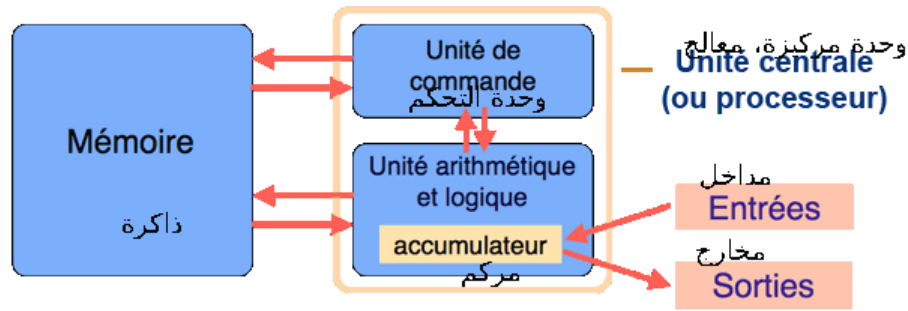 Mémoire
ذاكرة
Unité de
commande
وحدة التحكم
Unité arithmétique
et logique
accumulateur
مركم
وحدة مركيزة، معالج
Unité centrale
(ou processeur)
مداخل
Entrées
مخارج
Sorties